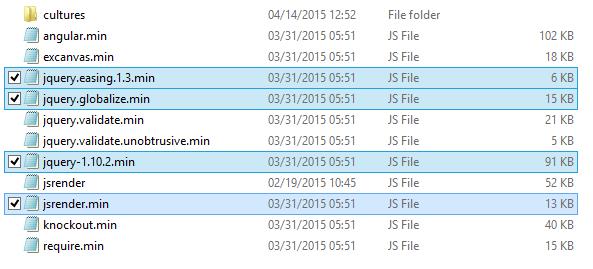 cultures 04/14/2015 12:52 File folder
angular.min 03/31/2015 05:51 JS File 102 KB
excanvas.min 03/31/2015 05:51 JS File 18 KB
jquery.easing.1.3.min 03/31/2015 05:51 JS File 6 KB
jquery.globalize.min 03/31/2015 05:51 JS File 15 KB
jquery.validate.min 03/31/2015 05:51 JS File 21 KB
jquery.validate.unobtrusive.min 03/31/2015 05:51 JS File 5 KB
jquery-1.10.2.min 03/31/2015 05:51 JS File 91 KB
jsrender 02/19/2015 10:45 JS File 52 KB
jsrender.min 03/31/2015 05:51 JS File 13 KB
knockout.min 03/31/2015 05:51 JS File 40 KB
require.min 03/31/2015 05:51 JS File 15 KB